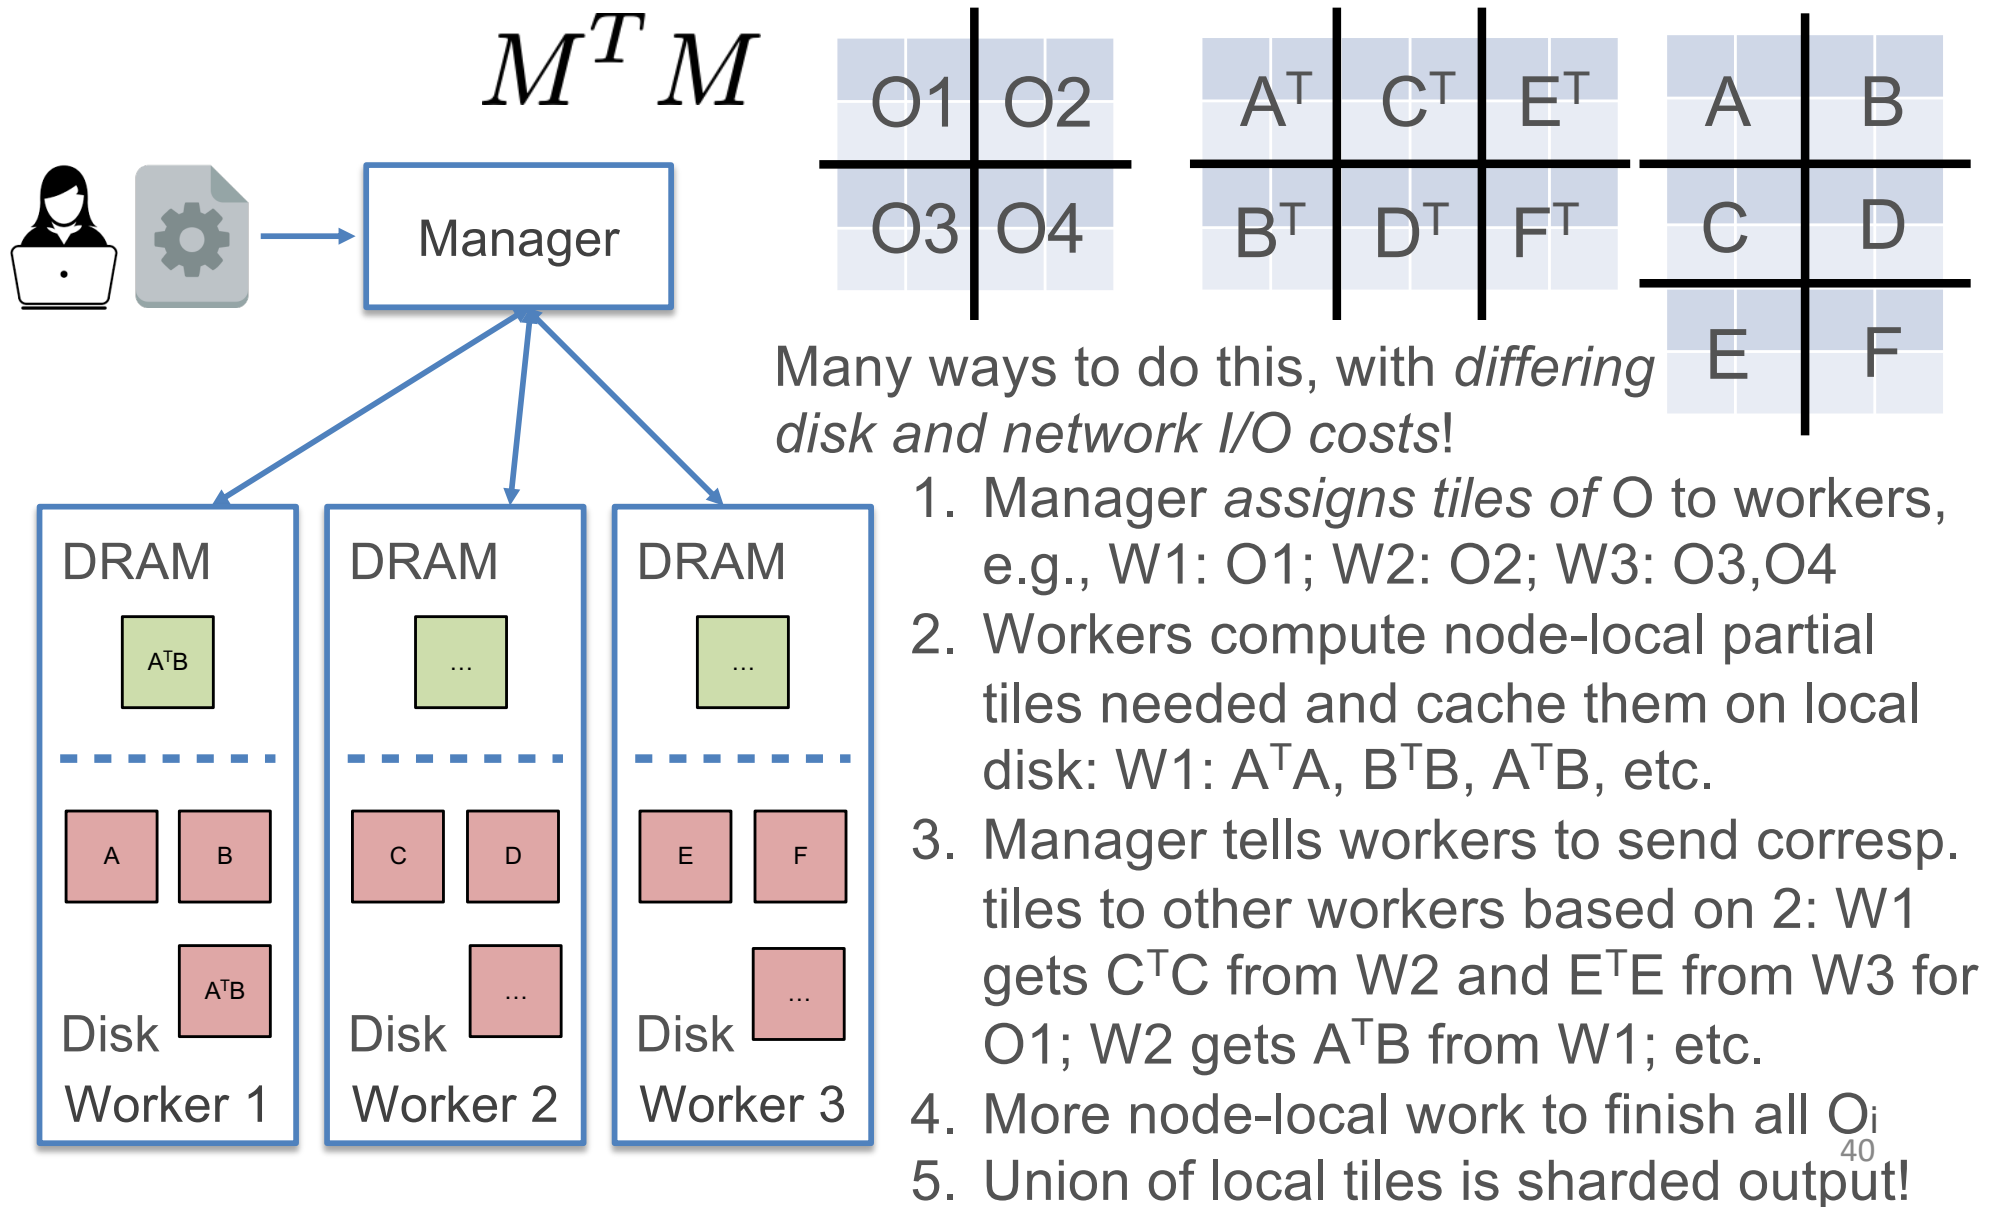 MᵀM
O1 O2
O3 O4
Aᵀ Cᵀ Eᵀ
Bᵀ Dᵀ Fᵀ
A B
C D
E F
Manager
Many ways to do this, with differing
disk and network I/O costs!
1. Manager assigns tiles of O to workers,
e.g., W1: O1; W2: O2; W3: O3,O4
2. Workers compute node-local partial
tiles needed and cache them on local
disk: W1: AᵀA, BᵀB, AᵀB, etc.
3. Manager tells workers to send corresp.
tiles to other workers based on 2: W1
gets CᵀC from W2 and EᵀE from W3 for
O1; W2 gets AᵀB from W1; etc.
4. More node-local work to finish all Oi
5. Union of local tiles is sharded output!
DRAM
AᵀB
A B
AᵀB
Disk
Worker 1
DRAM
...
C D
...
Disk
Worker 2
DRAM
...
E F
...
Disk
Worker 3
40